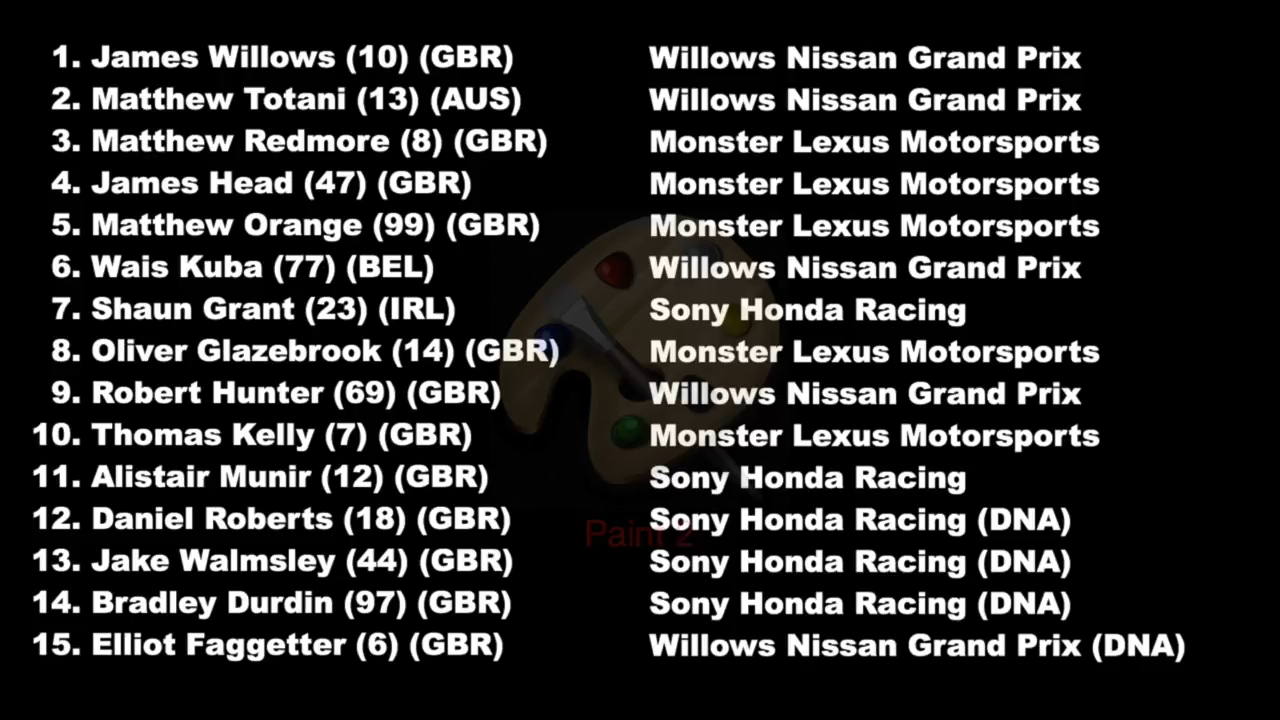 1. James Willows (10) (GBR) Willows Nissan Grand Prix
2. Matthew Totani (13) (AUS) Willows Nissan Grand Prix
3. Matthew Redmore (8) (GBR) Monster Lexus Motorsports
4. James Head (47) (GBR) Monster Lexus Motorsports
5. Matthew Orange (99) (GBR) Monster Lexus Motorsports
6. Wais Kuba (77) (BEL) Willows Nissan Grand Prix
7. Shaun Grant (23) (IRL) Sony Honda Racing
8. Oliver Glazebrook (14) (GBR) Monster Lexus Motorsports
9. Robert Hunter (69) (GBR) Willows Nissan Grand Prix
10. Thomas Kelly (7) (GBR) Monster Lexus Motorsports
11. Alistair Munir (12) (GBR) Sony Honda Racing
12. Daniel Roberts (18) (GBR) Sony Honda Racing (DNA)
Paint 2
13. Jake Walmsley (44) (GBR) Sony Honda Racing (DNA)
14. Bradley Durdin (97) (GBR) Sony Honda Racing (DNA)
15. Elliot Faggetter (6) (GBR) Willows Nissan Grand Prix (DNA)